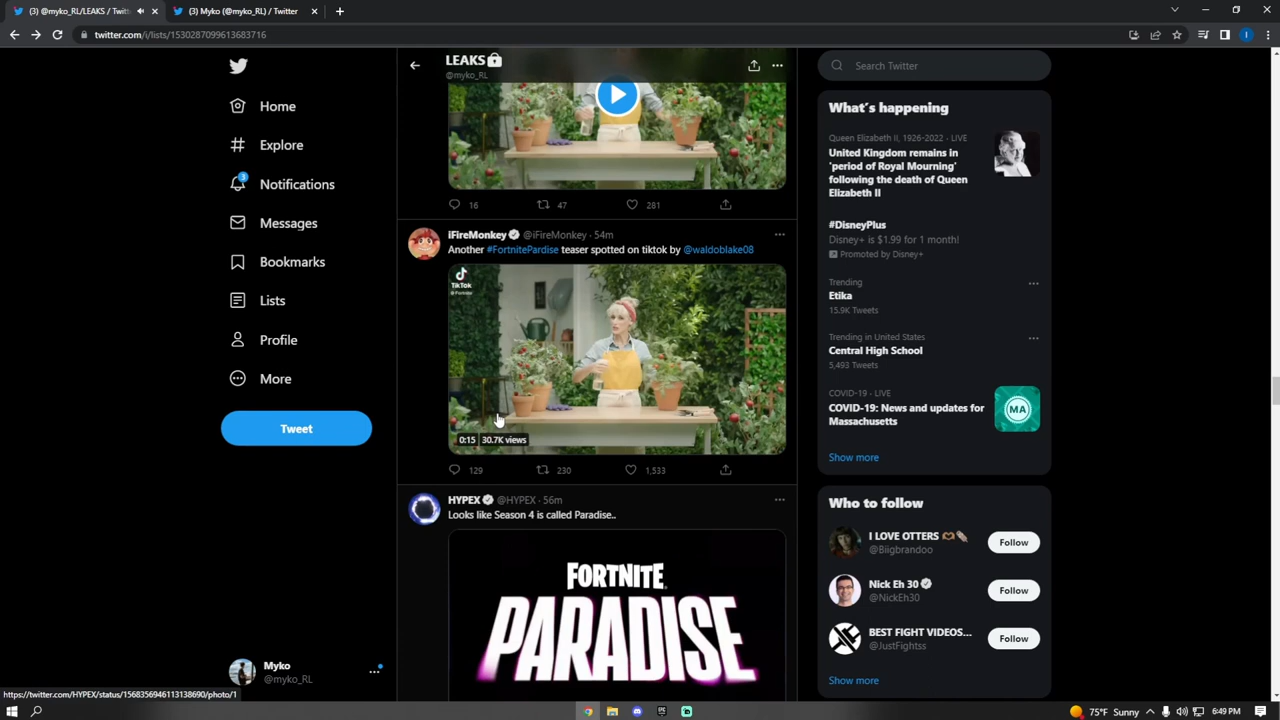 (3) @myko_RL/LEAKS / Twitt
(3) Myko (@myko_RL) / Twitter
twitter.com/i/lists/1530287099613683716
Home
Explore
3
Notifications
Messages
Bookmarks
Lists
Profile
More
Tweet
Myko
@myko_RL
https://twitter.com/HYPEX/status/1568356946113138690/photo/1
LEAKS
@myko_RL
16
47
281
iFireMonkey @iFireMonkey · 54m
Another #FortnitePardise teaser spotted on tiktok by @waldoblake08
TikTok
0:15 30.7K views
129
230
1,533
HYPEX @HYPEX · 56m
Looks like Season 4 is called Paradise..
FORTNITE
PARADISE
Search Twitter
What's happening
Queen Elizabeth II, 1926-2022 · LIVE
United Kingdom remains in
'period of Royal Mourning'
following the death of Queen
Elizabeth II
#DisneyPlus
Disney+ is $1.99 for 1 month!
Promoted by Disney+
Trending
Etika
15.9K Tweets
Trending in United States
Central High School
5,493 Tweets
COVID-19 · LIVE
COVID-19: News and updates for
Massachusetts
MA
Show more
Who to follow
I LOVE OTTERS
@Biigbrandoo
Follow
Nick Eh 30
@NickEh30
Follow
BEST FIGHT VIDEOS...
@JustFightss
Follow
Show more
75°F Sunny
6:49 PM